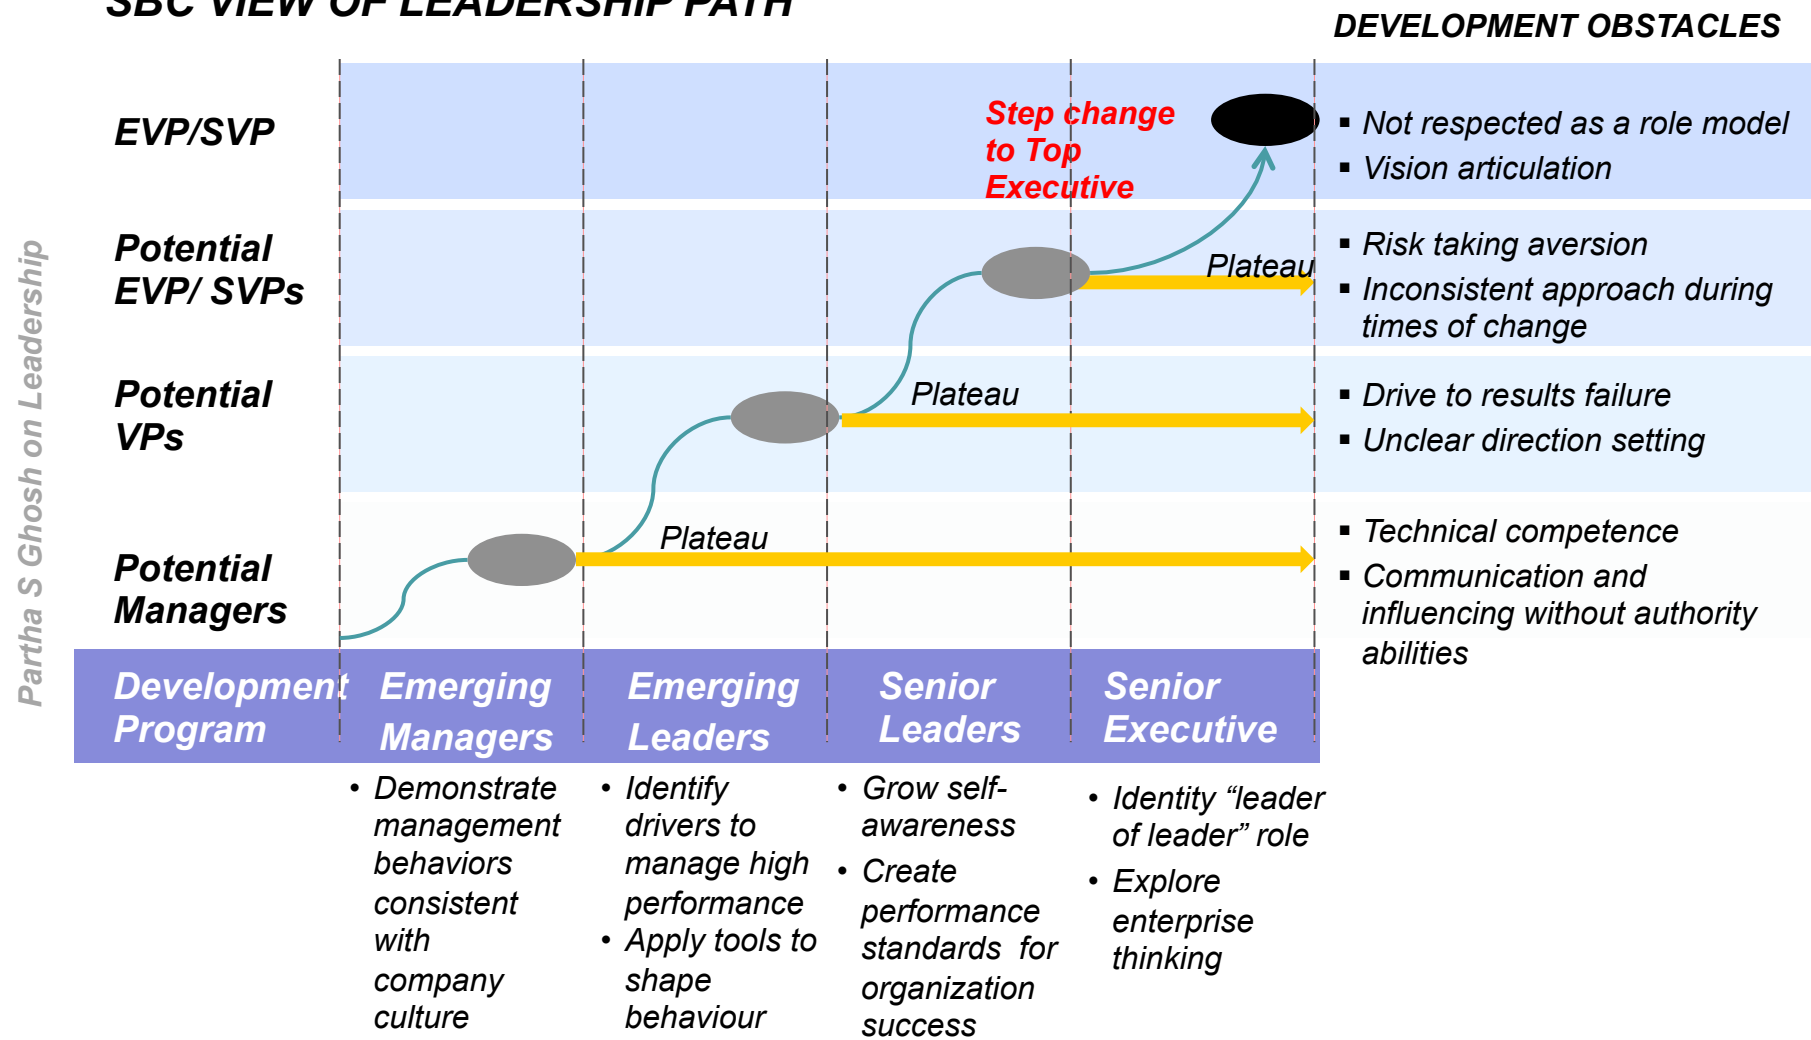 SBC VIEW OF LEADERSHIP PATH
DEVELOPMENT OBSTACLES
Partha S Ghosh on Leadership
EVP/SVP
Step change
to Top
Executive
▪ Not respected as a role model
▪ Vision articulation
Potential
EVP/ SVPs
Plateau
▪ Risk taking aversion
▪ Inconsistent approach during
times of change
Potential
VPs
Plateau
▪ Drive to results failure
▪ Unclear direction setting
Potential
Managers
Plateau
▪ Technical competence
▪ Communication and
influencing without authority
abilities
Development
Program
Emerging
Managers
Emerging
Leaders
Senior
Leaders
Senior
Executive
• Demonstrate
management
behaviors
consistent
with
company
culture
• Identify
drivers to
manage high
performance
• Apply tools to
shape
behaviour
• Grow self-
awareness
• Create
performance
standards for
organization
success
• Identity “leader
of leader” role
• Explore
enterprise
thinking